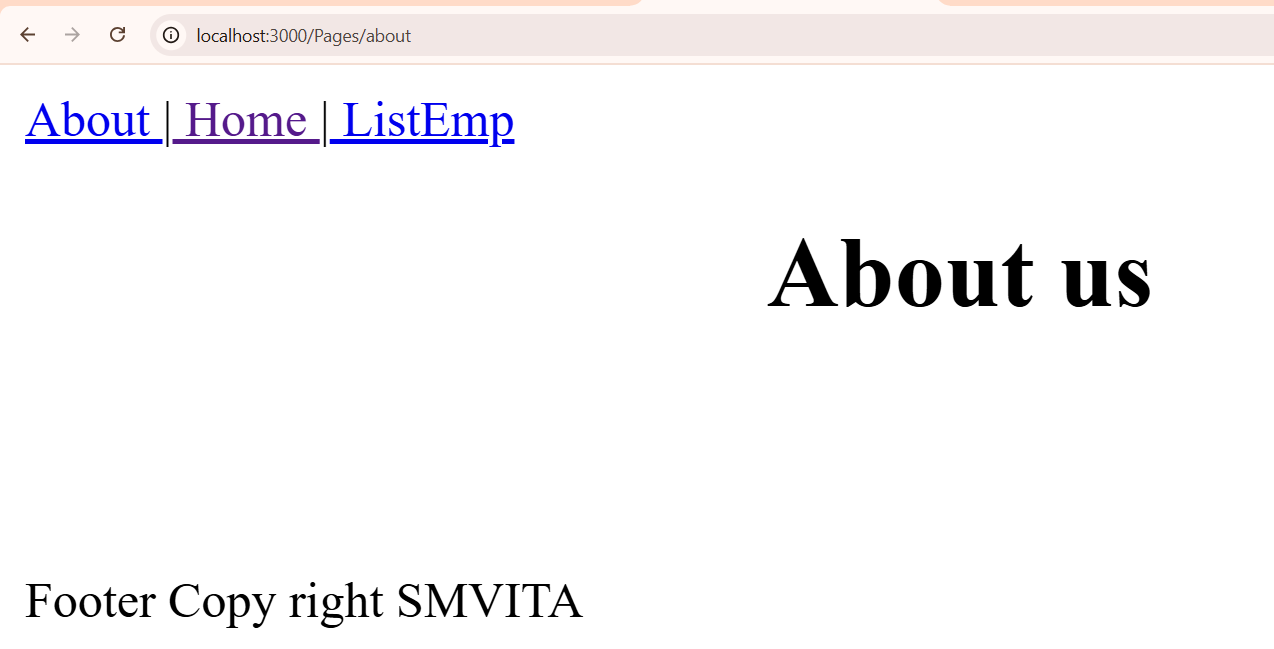 localhost:3000/Pages/about
About | Home | ListEmp
About us
Footer Copy right SMVITA